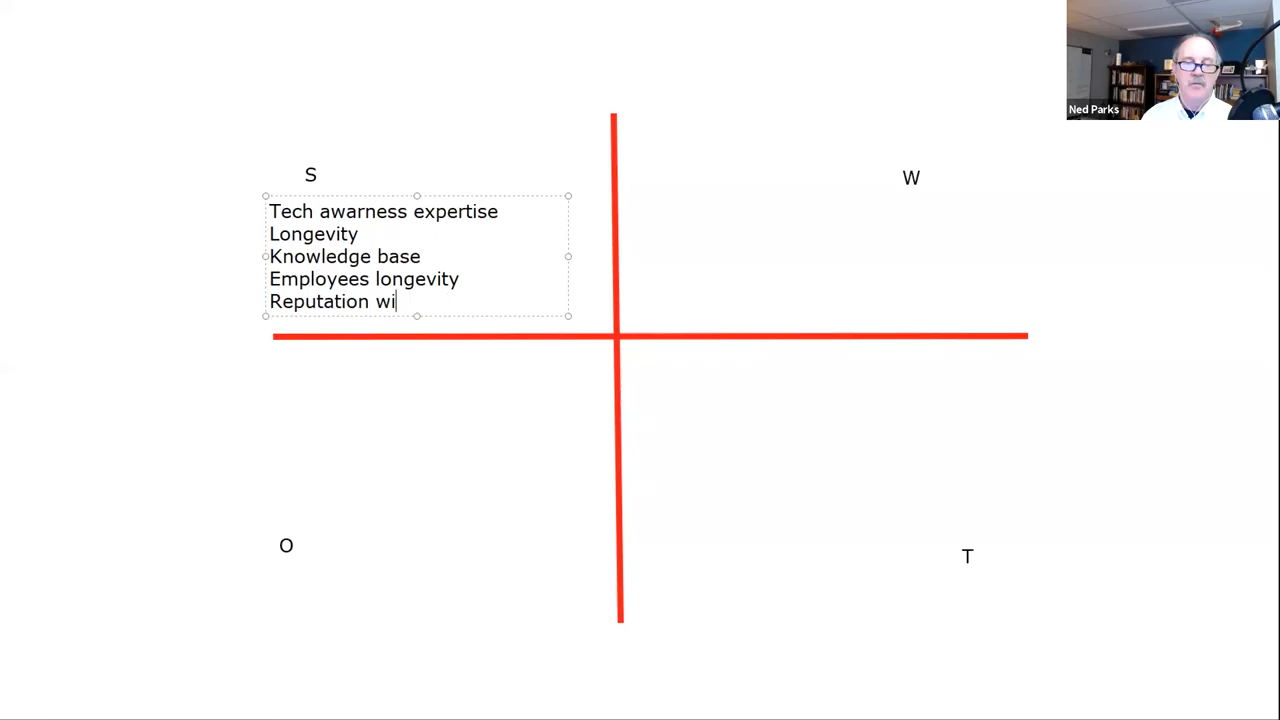 Ned Parks
S
W
Tech awarness expertise
Longevity
Knowledge base
Employees longevity
Reputation wi
O
T